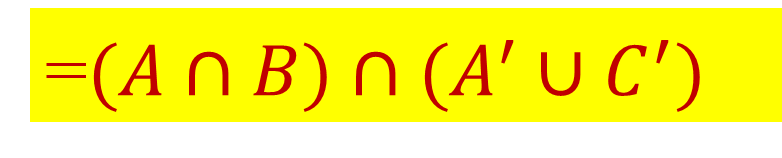 =(A ∩ B) ∩ (A′ ∪ C′)